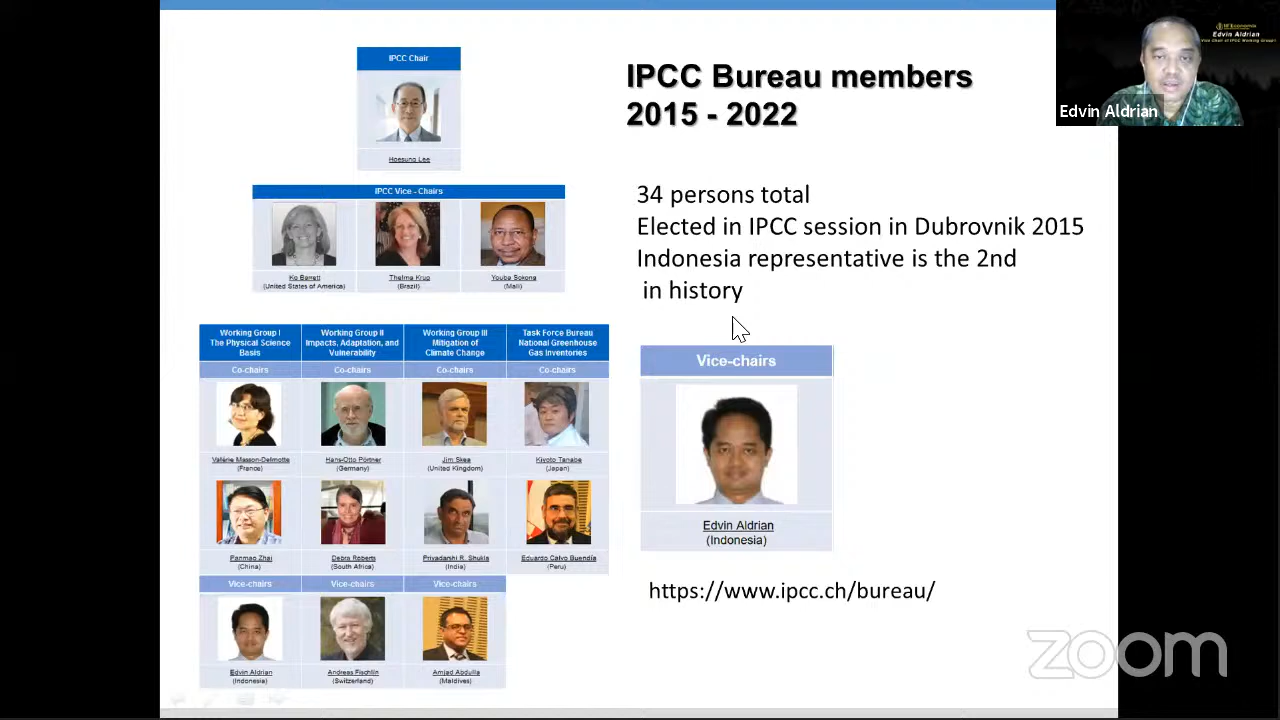 IPCC Chair
Hoesung Lee
IPCC Vice - Chairs
Ko Barrett
(United States of America)
Thelma Krug
(Brazil)
Youba Sokona
(Mali)
Working Group I
The Physical Science
Basis
Working Group II
Impacts, Adaptation, and
Vulnerability
Working Group III
Mitigation of
Climate Change
Task Force Bureau
National Greenhouse
Gas Inventories
Co-chairs
Co-chairs
Co-chairs
Co-chairs
Valérie Masson-Delmotte
(France)
Hans-Otto Pörtner
(Germany)
Jim Skea
(United Kingdom)
Kiyoto Tanabe
(Japan)
Panmao Zhai
(China)
Debra Roberts
(South Africa)
Priyadarshi R. Shukla
(India)
Eduardo Calvo Buendía
(Peru)
Vice-chairs
Vice-chairs
Vice-chairs
Edvin Aldrian
(Indonesia)
Andreas Fischlin
(Switzerland)
Amjad Abdulla
(Maldives)
IPCC Bureau members
2015 - 2022
34 persons total
Elected in IPCC session in Dubrovnik 2015
Indonesia representative is the 2nd
in history
Vice-chairs
Edvin Aldrian
(Indonesia)
https://www.ipcc.ch/bureau/
Edvin Aldrian
Edvin Aldrian
zoom